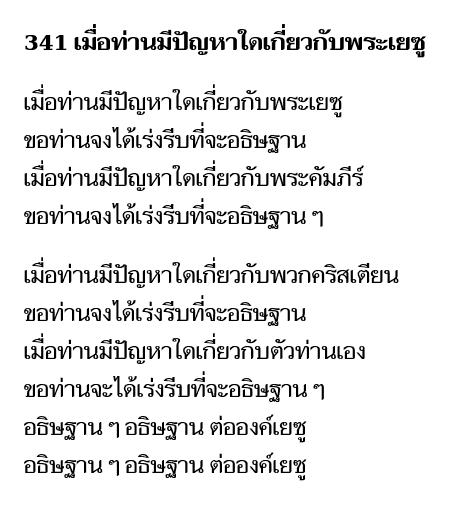 341 เมื่อท่านมีปัญหาใดเกี่ยวกับพระเยซู
เมื่อท่านมีปัญหาใดเกี่ยวกับพระเยซู
ขอท่านจงได้เร่งรีบที่จะอธิษฐาน
เมื่อท่านมีปัญหาใดเกี่ยวกับพระคัมภีร์
ขอท่านจงได้เร่งรีบที่จะอธิษฐาน ๆ
เมื่อท่านมีปัญหาใดเกี่ยวกับพวกคริสเตียน
ขอท่านจงได้เร่งรีบที่จะอธิษฐาน
เมื่อท่านมีปัญหาใดเกี่ยวกับตัวท่านเอง
ขอท่านจะได้เร่งรีบที่จะอธิษฐาน ๆ
อธิษฐาน ๆ อธิษฐาน ต่อองค์เยซู
อธิษฐาน ๆ อธิษฐาน ต่อองค์เยซู